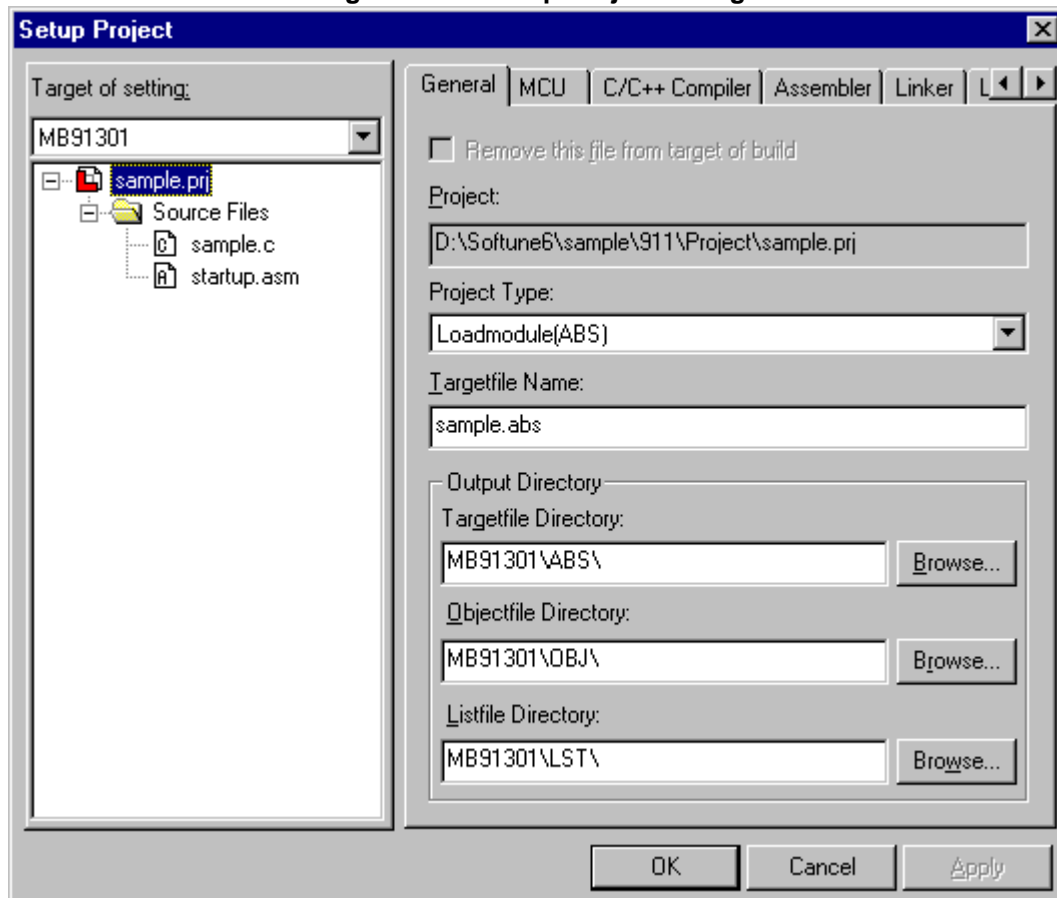 Setup Project
Target of setting:
MB91301
sample.prj
Source Files
sample.c
startup.asm
General MCU C/C++ Compiler Assembler Linker L
Remove this file from target of build
Project:
D:\Softune6\sample\911\Project\sample.prj
Project Type:
Loadmodule(ABS)
Targetfile Name:
sample.abs
Output Directory
Targetfile Directory:
MB91301\ABS\
Browse...
Objectfile Directory:
MB91301\OBJ\
Browse...
Listfile Directory:
MB91301\LST\
Browse...
OK Cancel Apply